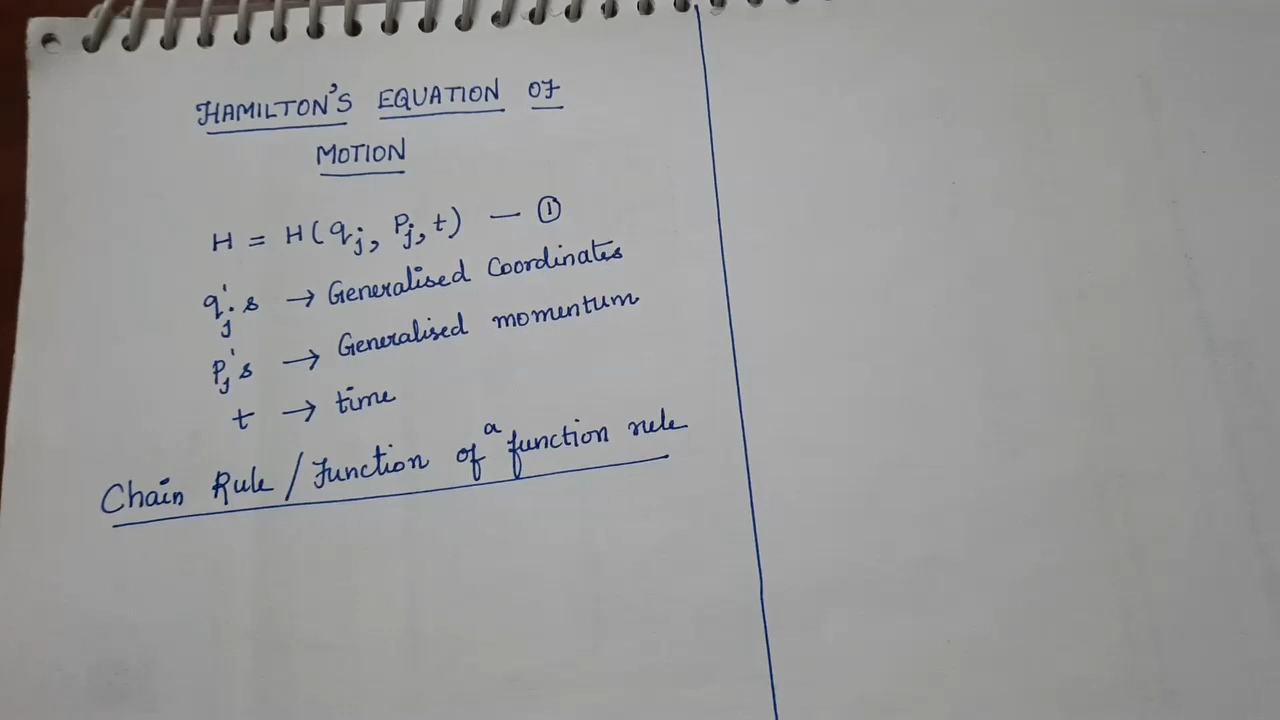 HAMILTON'S EQUATION OF
MOTION
H = H(qj, Pj, t) — ①
qj's → Generalised Coordinates
Pj's → Generalised momentum
t → time
Chain Rule / Function of a function rule